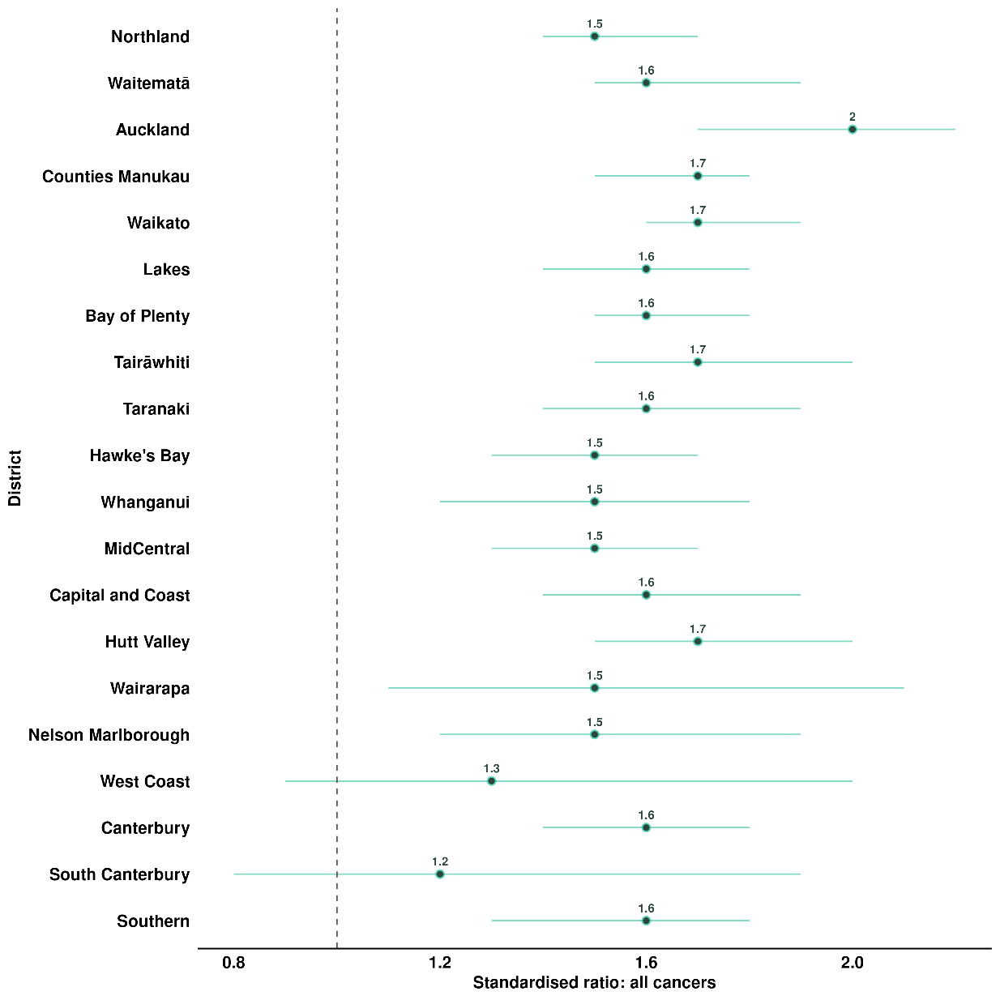 Northland 1.5
Waitematā 1.6
Auckland 2
Counties Manukau 1.7
Waikato 1.7
Lakes 1.6
Bay of Plenty 1.6
Tairāwhiti 1.7
Taranaki 1.6
Hawke's Bay 1.5
Whanganui 1.5
MidCentral 1.5
Capital and Coast 1.6
Hutt Valley 1.7
Wairarapa 1.5
Nelson Marlborough 1.5
West Coast 1.3
Canterbury 1.6
South Canterbury 1.2
Southern 1.6
District
0.8 1.2 1.6 2.0
Standardised ratio: all cancers